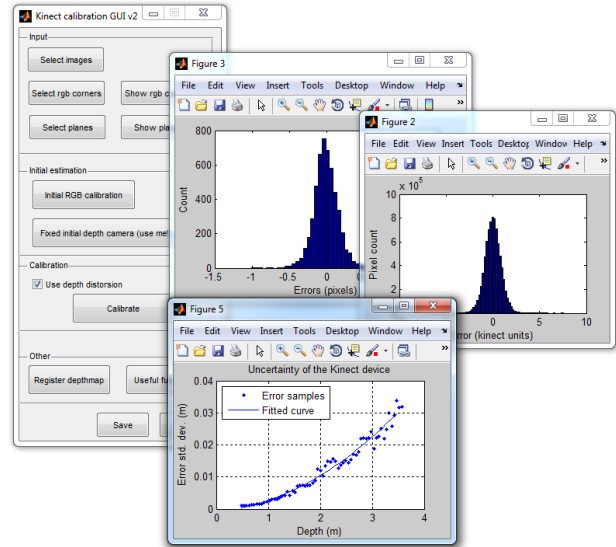 Kinect calibration GUI v2
Input
Select images
Select rgb corners
Show rgb c
Select planes
Show pla
Initial estimation
Initial RGB calibration
Fixed initial depth camera (use me
Calibration
Use depth distorsion
Calibrate
Other
Register depthmap
Useful fu
Save
Figure 3
File Edit View Insert Tools Desktop Window Help
800
600
400
200
0
Count
-1.5 -1 -0.5 0
Errors (pixels)
Figure 2
File Edit View Insert Tools Desktop Window Help
x 10^5
10
8
6
4
2
Pixel count
0 5 10
rror (kinect units)
Figure 5
File Edit View Insert Tools Desktop Window Help
Uncertainty of the Kinect device
0.04
0.03
0.02
0.01
0
Error std. dev. (m)
Error samples
Fitted curve
0 1 2 3 4
Depth (m)